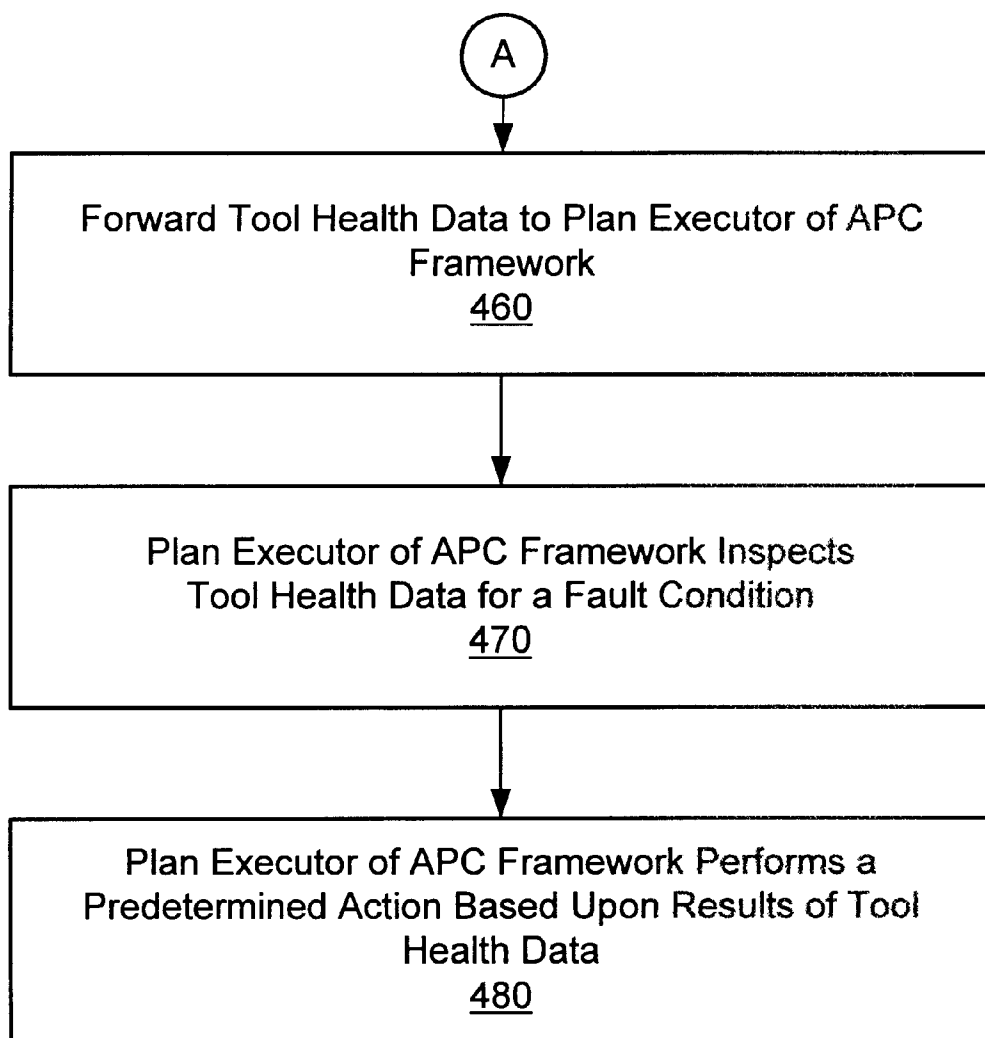 A
Forward Tool Health Data to Plan Executor of APC
Framework
460
Plan Executor of APC Framework Inspects
Tool Health Data for a Fault Condition
470
Plan Executor of APC Framework Performs a
Predetermined Action Based Upon Results of Tool
Health Data
480